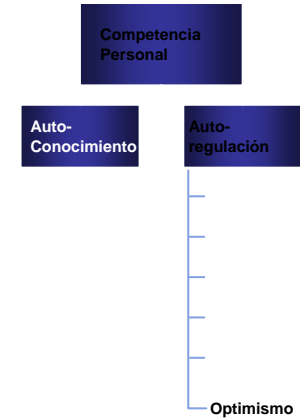 Competencia
Personal
Auto-
Conocimiento
Auto-
regulación
Optimismo